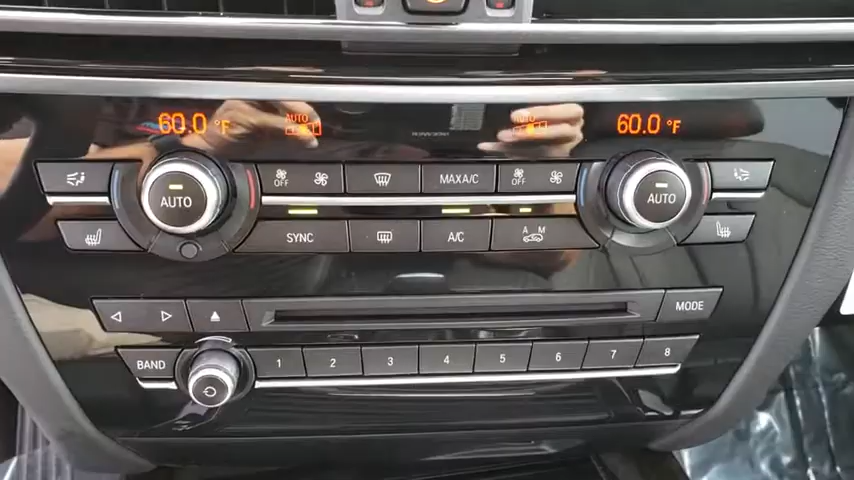 60.0 °F AUTO AUTO 60.0 °F
OFF MAX A/C OFF
AUTO AUTO
SYNC A/C A M
MODE
BAND 1 2 3 4 5 6 7 8